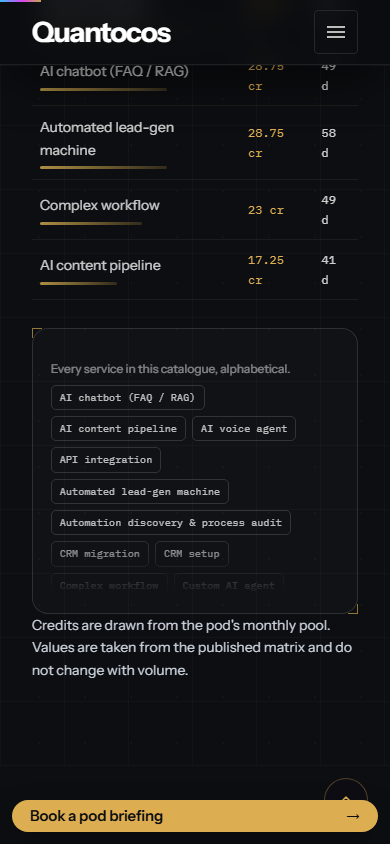 Quantocos
AI chatbot (FAQ / RAG) 28.75 49
cr d
Automated lead-gen 28.75 58
machine cr d
Complex workflow 23 cr 49
d
AI content pipeline 17.25 41
cr d
Every service in this catalogue, alphabetical.
AI chatbot (FAQ / RAG)
AI content pipeline AI voice agent
API integration
Automated lead-gen machine
Automation discovery & process audit
CRM migration CRM setup
Complex workflow Custom AI agent
Credits are drawn from the pod's monthly pool.
Values are taken from the published matrix and do
not change with volume.
Book a pod briefing →